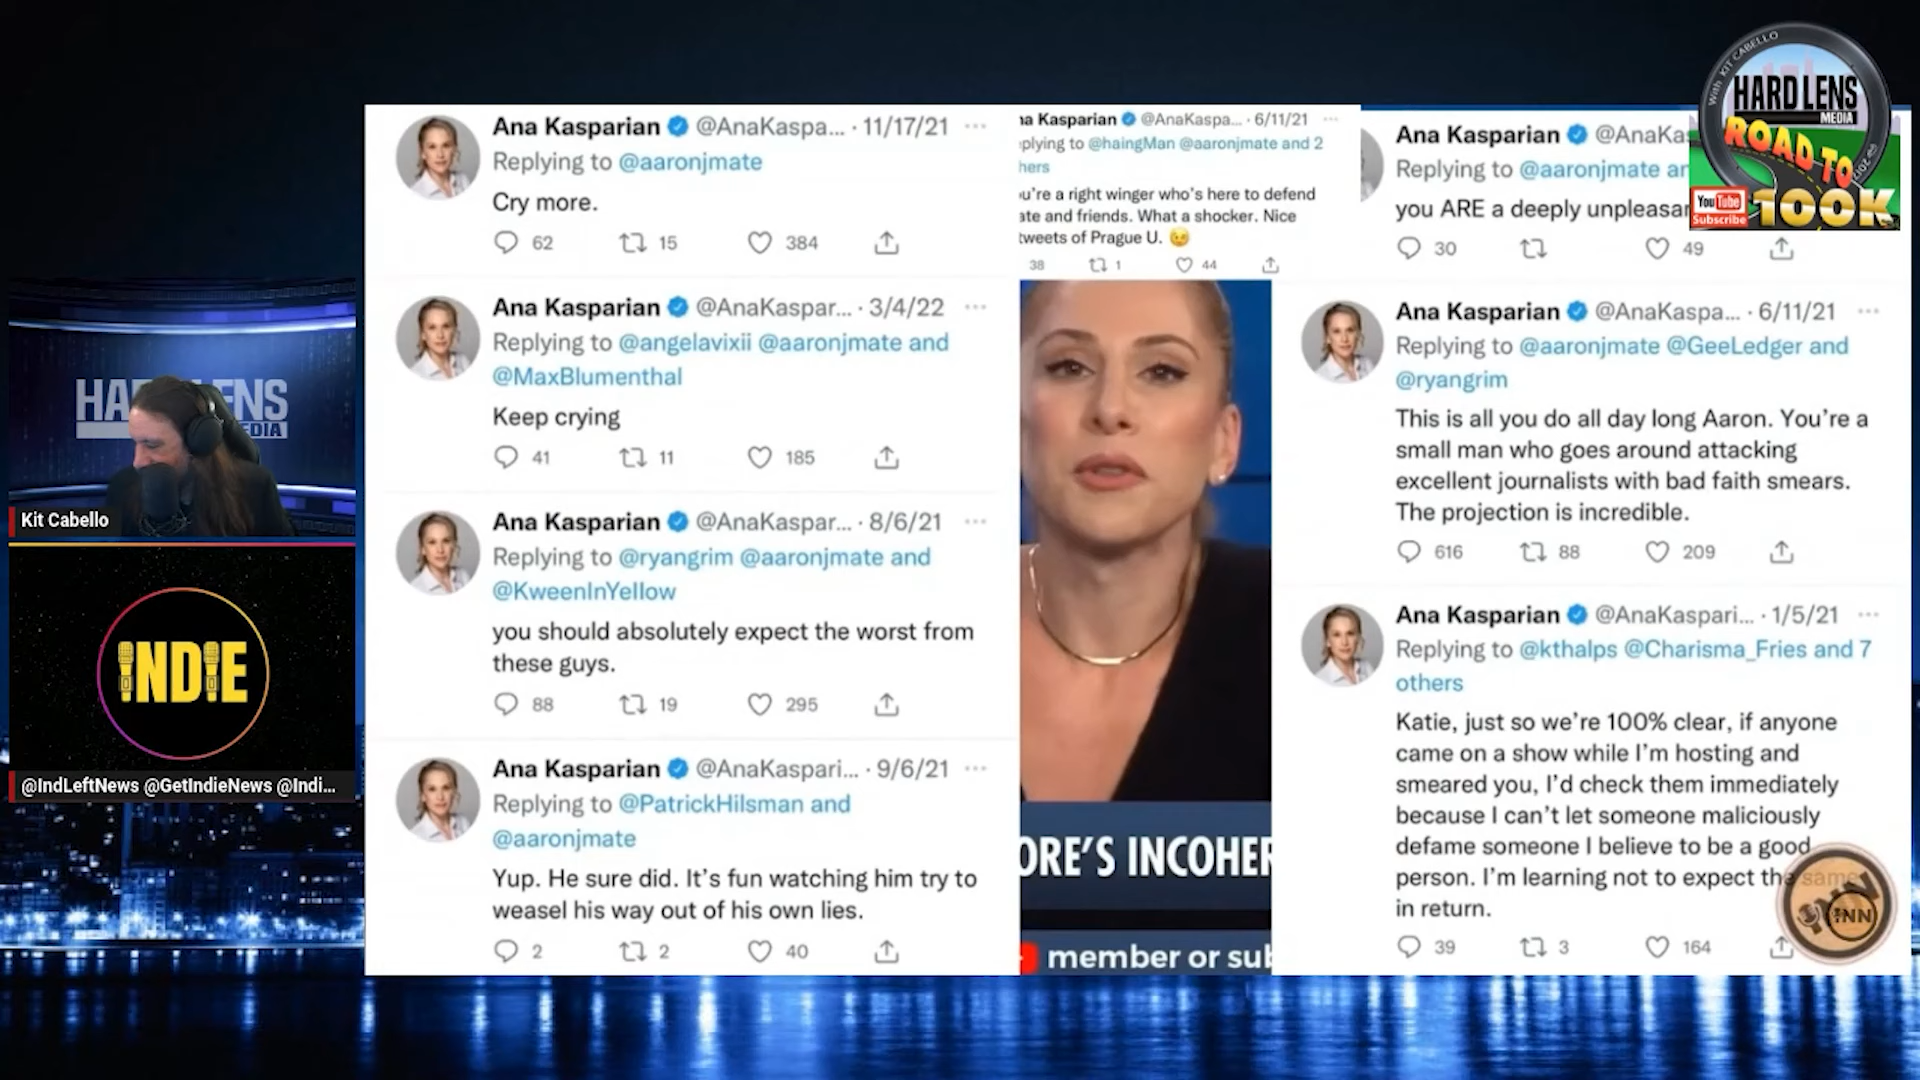 Ana Kasparian @AnaKaspa... · 11/17/21
Replying to @aaronjmate
Cry more.
62 15 384
Ana Kasparian @AnaKaspar... · 3/4/22
Replying to @angelavixii @aaronjmate and
@MaxBlumenthal
Keep crying
41 11 185
Ana Kasparian @AnaKaspar... · 8/6/21
Replying to @ryangrim @aaronjmate and
@KweenInYellow
you should absolutely expect the worst from
these guys.
88 19 295
Ana Kasparian @AnaKaspari... · 9/6/21
Replying to @PatrickHilsman and
@aaronjmate
Yup. He sure did. It's fun watching him try to
weasel his way out of his own lies.
2 2 40
na Kasparian @AnaKaspa... · 6/11/21
plying to @haingMan @aaronjmate and 2
hers
ou're a right winger who's here to defend
ate and friends. What a shocker. Nice
tweets of Prague U. 😉
38 1 44
ORE'S INCOHER
member or sub
Ana Kasparian @AnaKas
Replying to @aaronjmate an
you ARE a deeply unpleasan
30 49
Ana Kasparian @AnaKaspa... · 6/11/21
Replying to @aaronjmate @GeeLedger and
@ryangrim
This is all you do all day long Aaron. You're a
small man who goes around attacking
excellent journalists with bad faith smears.
The projection is incredible.
616 88 209
Ana Kasparian @AnaKaspari... · 1/5/21
Replying to @kthalps @Charisma_Fries and 7
others
Katie, just so we're 100% clear, if anyone
came on a show while I'm hosting and
smeared you, I'd check them immediately
because I can't let someone maliciously
defame someone I believe to be a good
person. I'm learning not to expect the same
in return.
39 3 164
With KIT CABELLO
HARD LENS
MEDIA
ROAD TO
100K
YouTube
Subscribe
HA ENS
EDIA
Kit Cabello
INDIE
@IndLeftNews @GetIndieNews @Indi...
INN